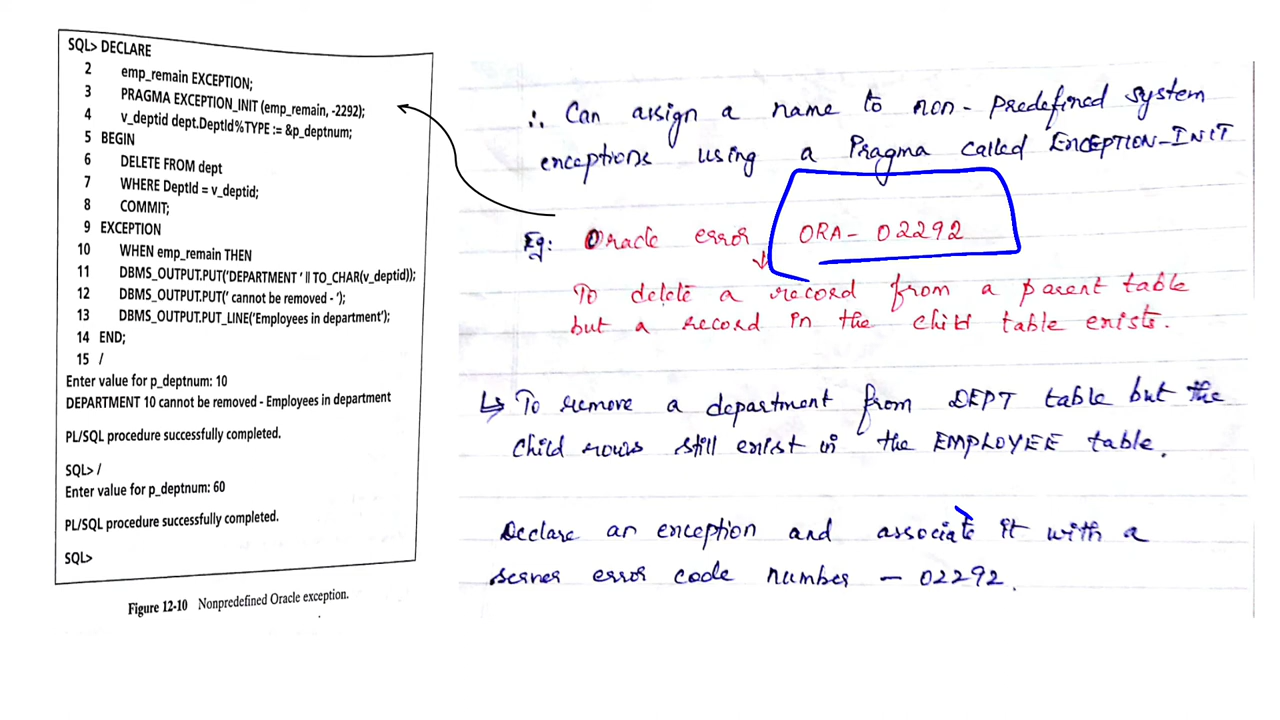 SQL> DECLARE
2 emp_remain EXCEPTION;
3 PRAGMA EXCEPTION_INIT (emp_remain, -2292);
4 v_deptid dept.DeptId%TYPE := &p_deptnum;
5 BEGIN
6 DELETE FROM dept
7 WHERE DeptId = v_deptid;
8 COMMIT;
9 EXCEPTION
10 WHEN emp_remain THEN
11 DBMS_OUTPUT.PUT('DEPARTMENT ' || TO_CHAR(v_deptid));
12 DBMS_OUTPUT.PUT(' cannot be removed - ');
13 DBMS_OUTPUT.PUT_LINE('Employees in department');
14 END;
15 /
Enter value for p_deptnum: 10
DEPARTMENT 10 cannot be removed - Employees in department
PL/SQL procedure successfully completed.
SQL> /
Enter value for p_deptnum: 60
PL/SQL procedure successfully completed.
SQL>
Figure 12-10 Nonpredefined Oracle exception.
∴ Can assign a name to non-predefined system
exceptions using a Pragma called EXCEPTION-INIT
Eg: Oracle error ORA-02292
To delete a record from a parent table
but a record in the child table exists.
↳ To remove a department from DEPT table but the
child rows still exist in the EMPLOYEE table.
Declare an exception and associate it with a
server error code number - 02292.